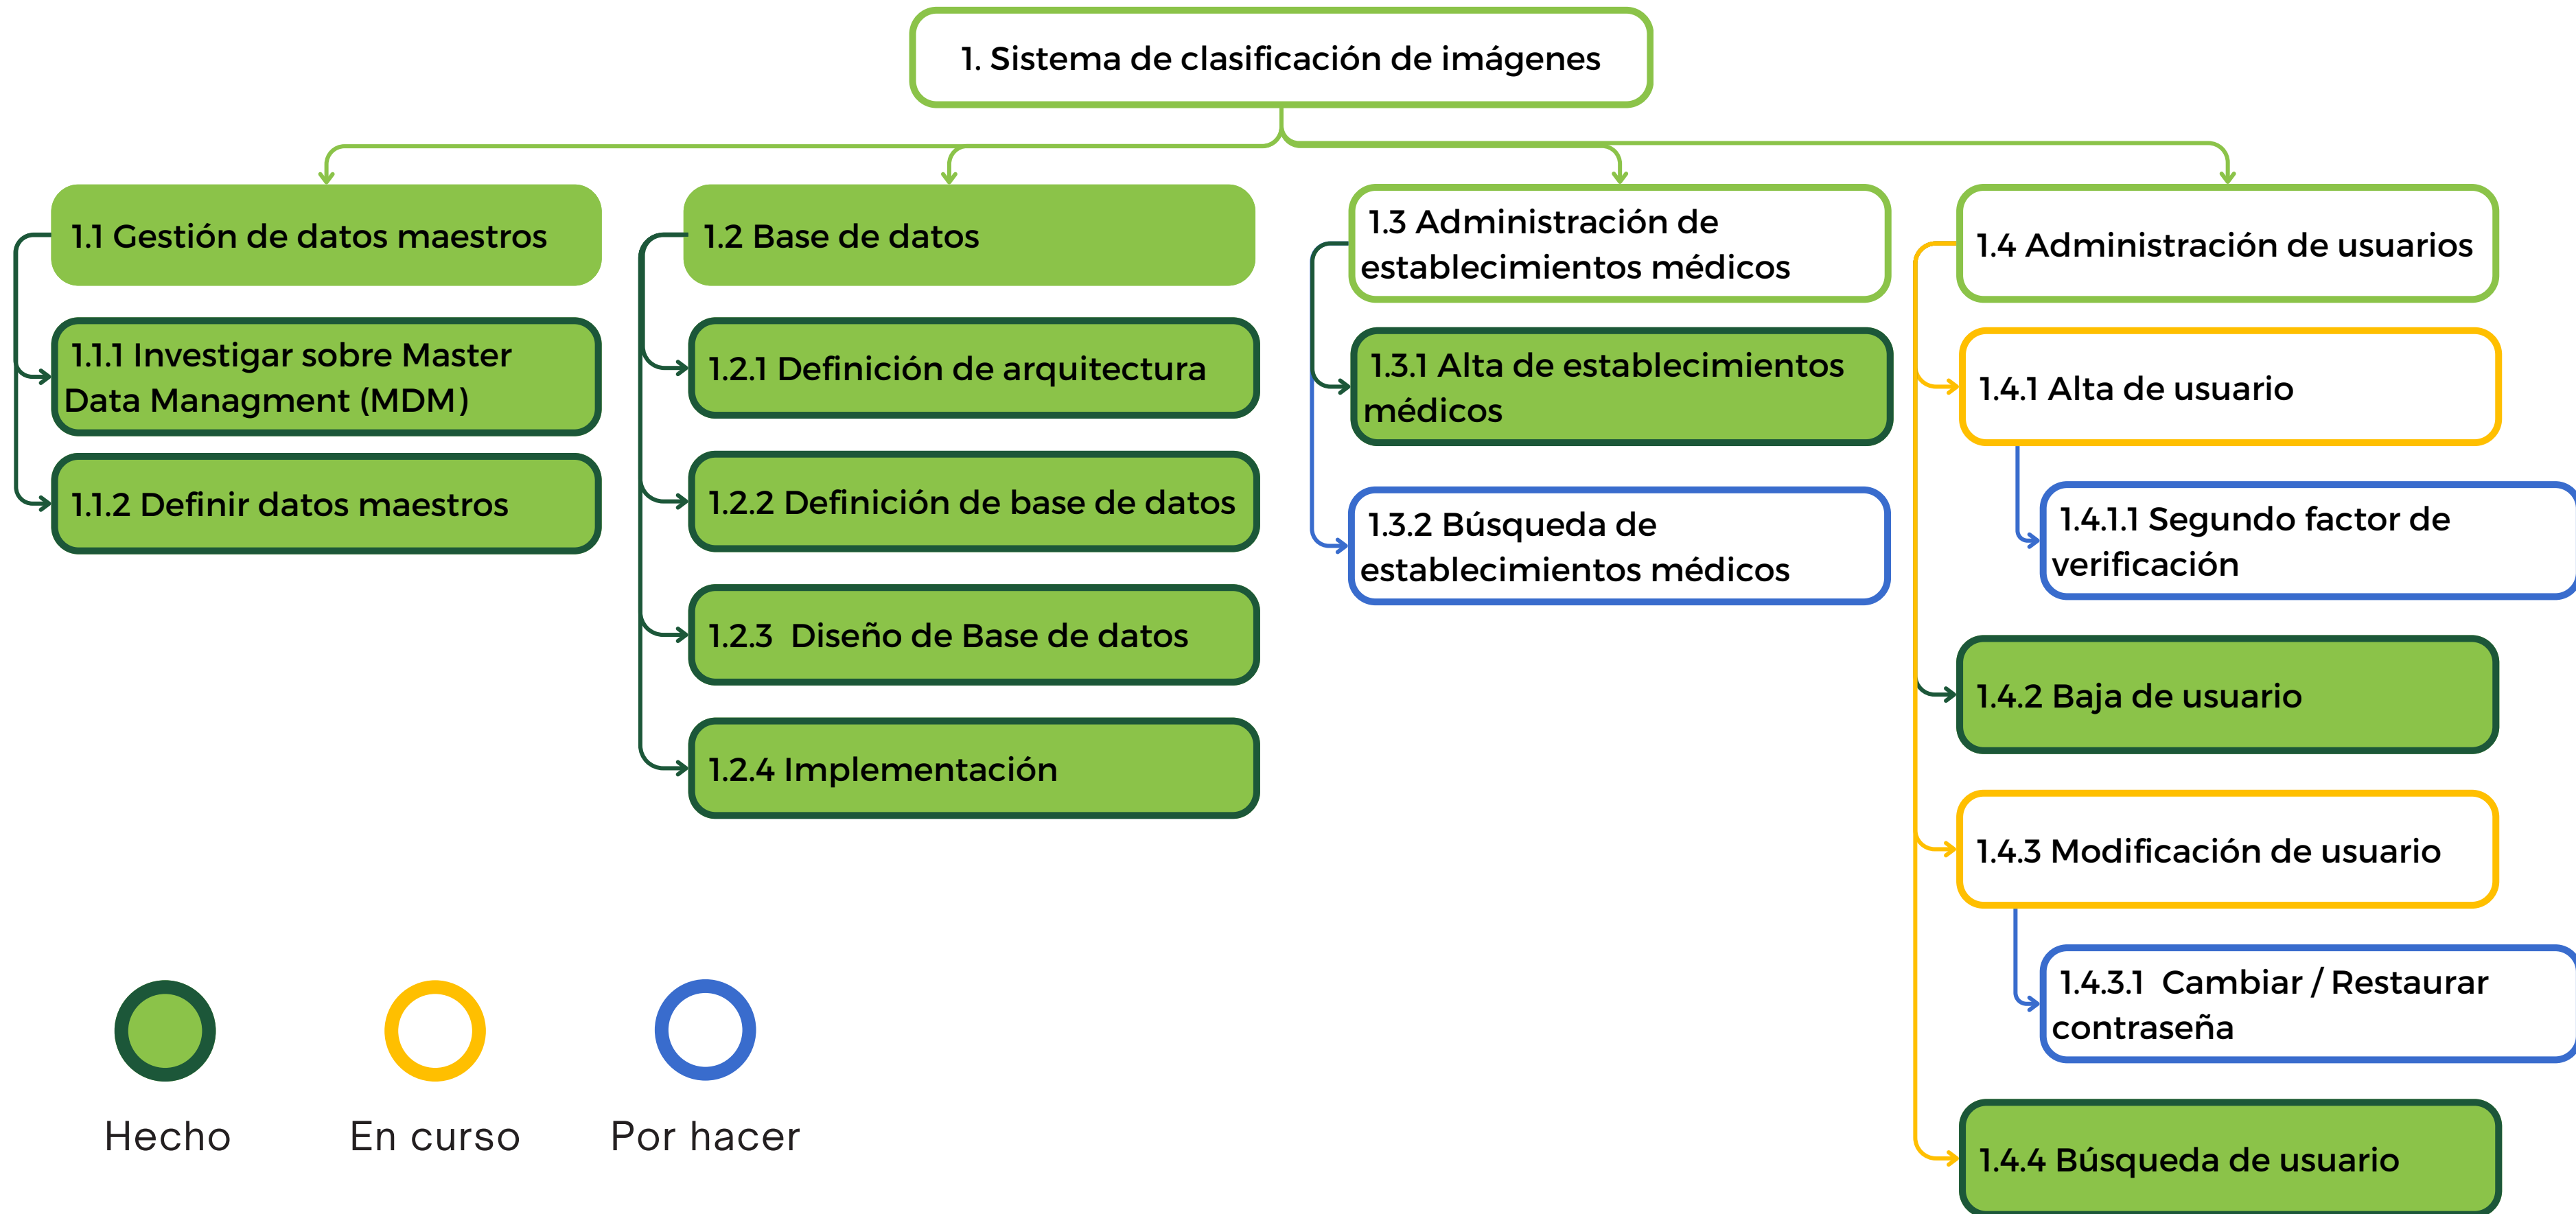 1. Sistema de clasificación de imágenes
1.1 Gestión de datos maestros
1.1.1 Investigar sobre Master
Data Managment (MDM)
1.1.2 Definir datos maestros
1.2 Base de datos
1.2.1 Definición de arquitectura
1.2.2 Definición de base de datos
1.2.3 Diseño de Base de datos
1.2.4 Implementación
1.3 Administración de
establecimientos médicos
1.3.1 Alta de establecimientos
médicos
1.3.2 Búsqueda de
establecimientos médicos
1.4 Administración de usuarios
1.4.1 Alta de usuario
1.4.1.1 Segundo factor de
verificación
1.4.2 Baja de usuario
1.4.3 Modificación de usuario
1.4.3.1 Cambiar / Restaurar
contraseña
1.4.4 Búsqueda de usuario
Hecho
En curso
Por hacer